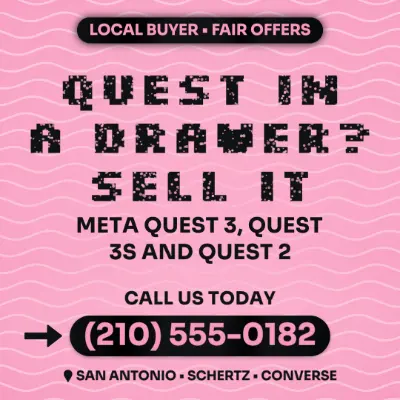 LOCAL BUYER ▪ FAIR OFFERS
QUEST IN
A DRAWER?
SELL IT
META QUEST 3, QUEST
3S AND QUEST 2
CALL US TODAY
(210) 555-0182
SAN ANTONIO ▪ SCHERTZ ▪ CONVERSE